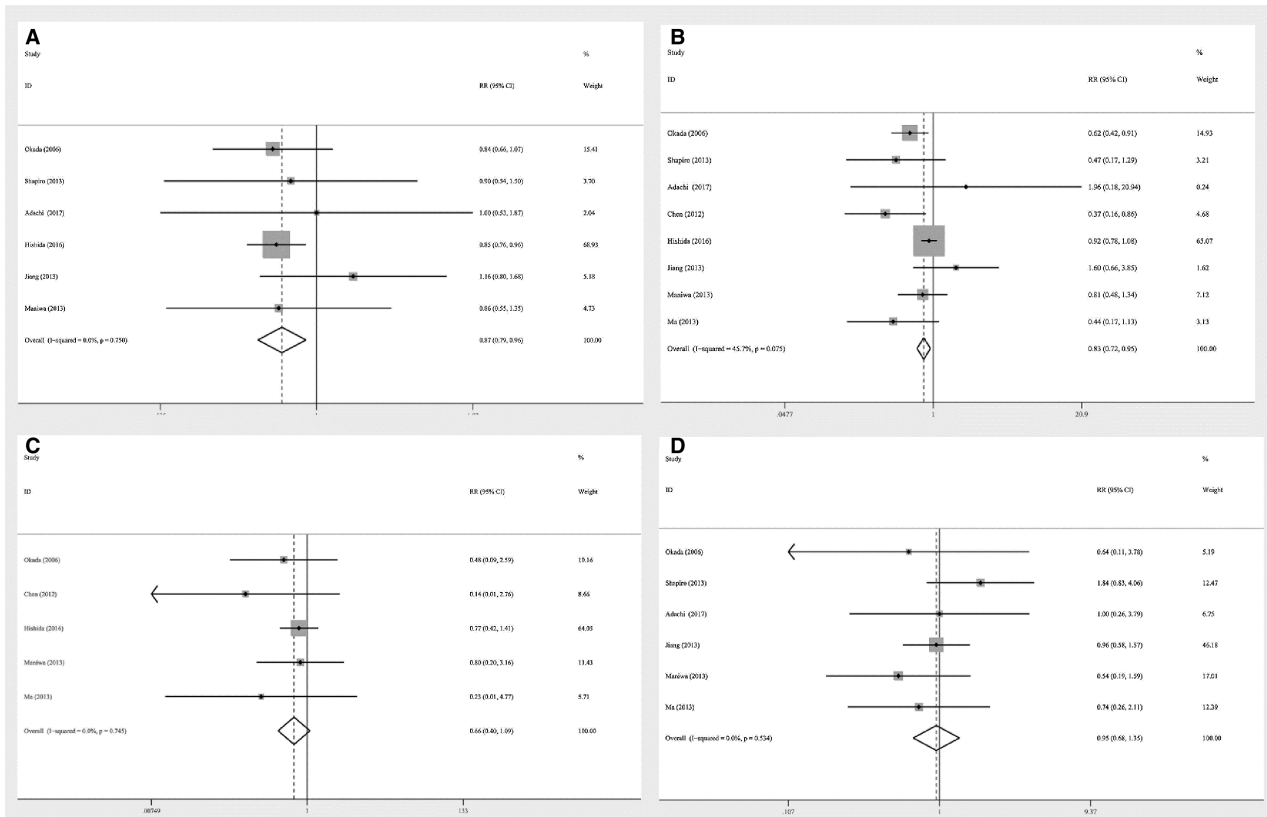 A
Study %
ID RR (95% CI) Weight
Okada (2006) 0.84 (0.66, 1.07) 15.41
Shapiro (2013) 0.90 (0.54, 1.50) 3.70
Adachi (2017) 1.00 (0.53, 1.87) 2.04
Hishida (2016) 0.85 (0.76, 0.96) 68.93
Jiang (2013) 1.16 (0.80, 1.68) 5.18
Maniwa (2013) 0.86 (0.55, 1.35) 4.73
Overall (I-squared = 0.0%, p = 0.750) 0.87 (0.79, 0.96) 100.00
1
B
Study %
ID RR (95% CI) Weight
Okada (2006) 0.62 (0.42, 0.91) 14.93
Shapiro (2013) 0.47 (0.17, 1.29) 3.21
Adachi (2017) 1.96 (0.18, 20.94) 0.24
Chen (2012) 0.37 (0.16, 0.86) 4.68
Hishida (2016) 0.92 (0.78, 1.08) 65.07
Jiang (2013) 1.60 (0.66, 3.85) 1.62
Maniwa (2013) 0.81 (0.48, 1.34) 7.12
Ma (2013) 0.44 (0.17, 1.13) 3.13
Overall (I-squared = 45.7%, p = 0.075) 0.83 (0.72, 0.95) 100.00
.0477 1 20.9
C
Study %
ID RR (95% CI) Weight
Okada (2006) 0.48 (0.09, 2.59) 10.16
Chen (2012) 0.14 (0.01, 2.76) 8.66
Hishida (2016) 0.77 (0.42, 1.41) 64.05
Maniwa (2013) 0.80 (0.20, 3.16) 11.43
Ma (2013) 0.23 (0.01, 4.77) 5.71
Overall (I-squared = 0.0%, p = 0.745) 0.66 (0.40, 1.09) 100.00
.00749 1 133
D
Study %
ID RR (95% CI) Weight
Okada (2006) 0.64 (0.11, 3.78) 5.19
Shapiro (2013) 1.84 (0.83, 4.06) 12.47
Adachi (2017) 1.00 (0.26, 3.79) 6.75
Jiang (2013) 0.96 (0.58, 1.57) 46.18
Maniwa (2013) 0.54 (0.19, 1.59) 17.01
Ma (2013) 0.74 (0.26, 2.11) 12.39
Overall (I-squared = 0.0%, p = 0.534) 0.95 (0.68, 1.35) 100.00
.107 1 9.37